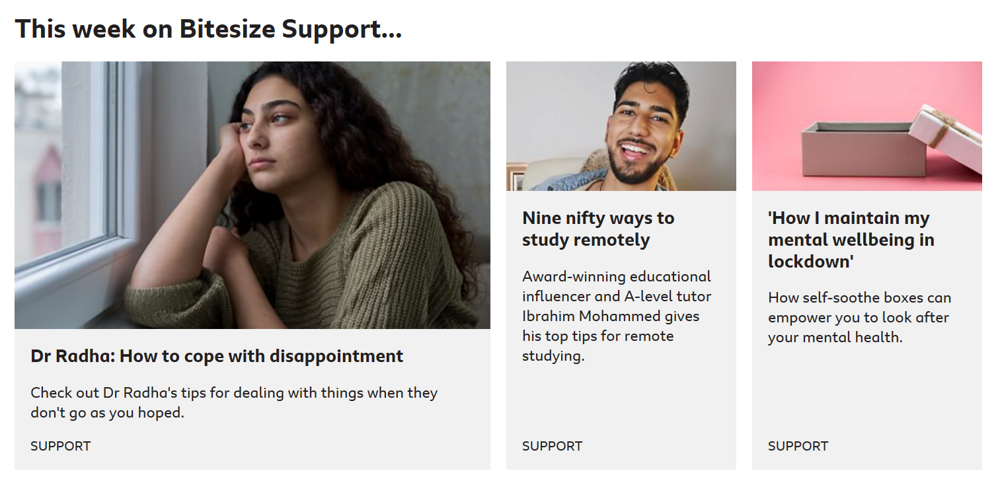 This week on Bitesize Support...
Dr Radha: How to cope with disappointment
Check out Dr Radha's tips for dealing with things when they
don't go as you hoped.
SUPPORT
Nine nifty ways to
study remotely
Award-winning educational
influencer and A-level tutor
Ibrahim Mohammed gives
his top tips for remote
studying.
SUPPORT
'How I maintain my
mental wellbeing in
lockdown'
How self-soothe boxes can
empower you to look after
your mental health.
SUPPORT